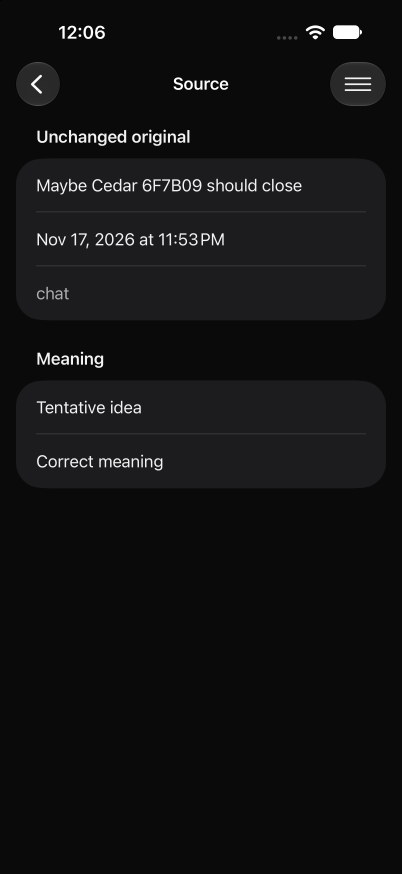 12:06
Source
Unchanged original
Maybe Cedar 6F7B09 should close
Nov 17, 2026 at 11:53 PM
chat
Meaning
Tentative idea
Correct meaning